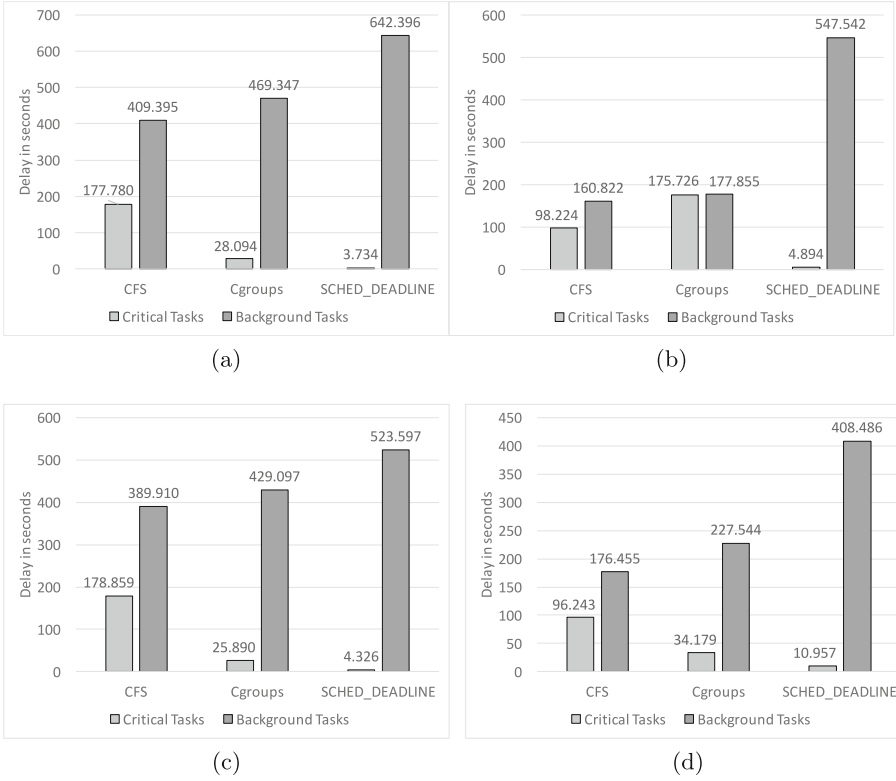 700
600
500
400
300
200
100
0
Delay in seconds
177.780
409.395
28.094
469.347
3.734
642.396
CFS
Cgroups
SCHED_DEADLINE
Critical Tasks
Background Tasks
(a)
600
500
400
300
200
100
0
Delay in seconds
98.224
160.822
175.726
177.855
4.894
547.542
CFS
Cgroups
SCHED_DEADLINE
Critical Tasks
Background Tasks
(b)
600
500
400
300
200
100
0
Delay in seconds
178.859
389.910
25.890
429.097
4.326
523.597
CFS
Cgroups
SCHED_DEADLINE
Critical Tasks
Background Tasks
(c)
450
400
350
300
250
200
150
100
50
0
Delay in seconds
96.243
176.455
34.179
227.544
10.957
408.486
CFS
Cgroups
SCHED_DEADLINE
Critical Tasks
Background Tasks
(d)